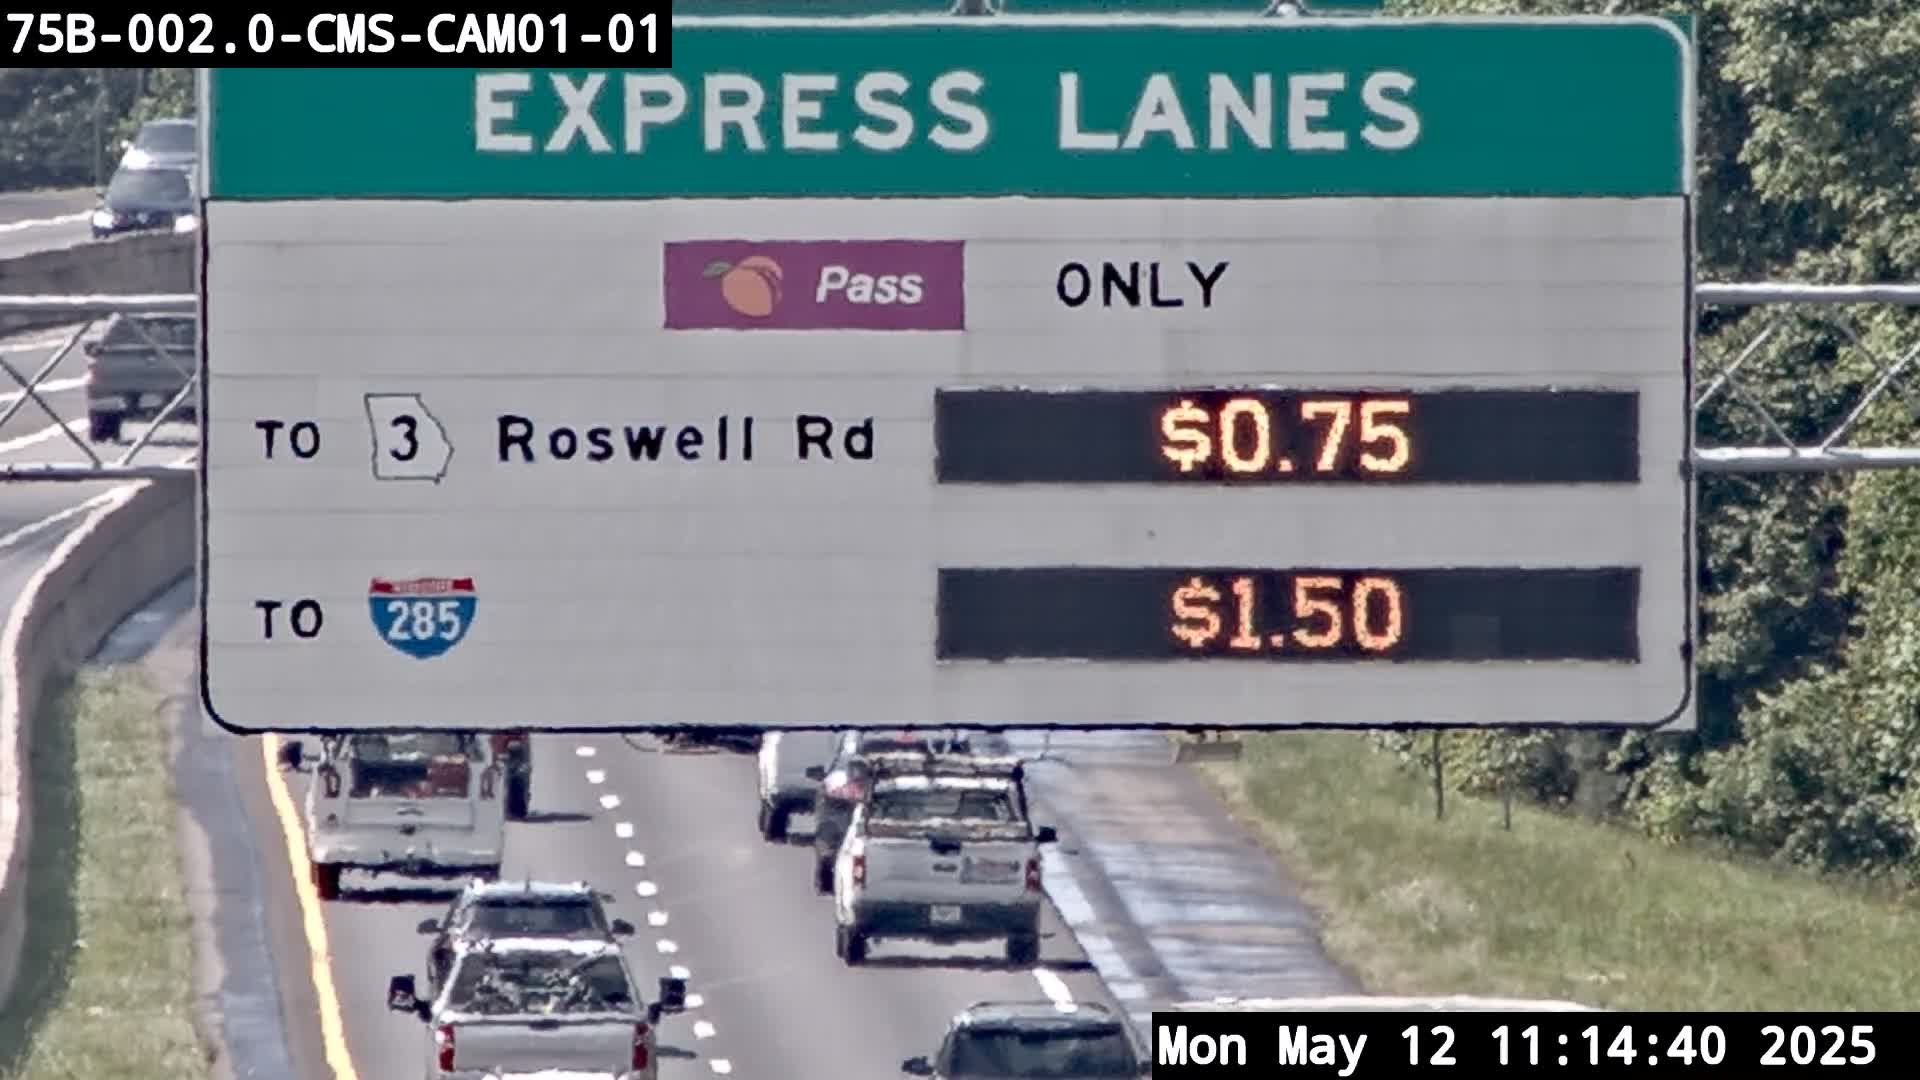 75B-002.0-CMS-CAM01-01
EXPRESS LANES
Pass ONLY
TO 3 Roswell Rd $0.75
TO 285 $1.50
Mon May 12 11:14:40 2025